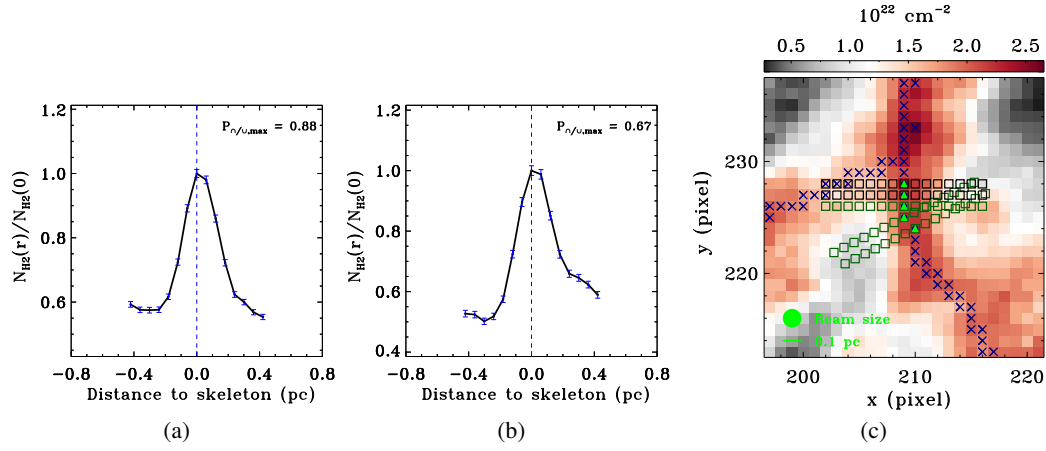 10²² cm⁻²
0.5 1.0 1.5 2.0 2.5
1.2
1.0
0.8
0.6
N_H2(r)/N_H2(0)
P_∩/∪,max = 0.88
−0.8 −0.4 0.0 0.4 0.8
Distance to skeleton (pc)
(a)
1.2
1.0
0.8
0.6
0.4
N_H2(r)/N_H2(0)
P_∩/∪,max = 0.67
−0.8 −0.4 0.0 0.4 0.8
Distance to skeleton (pc)
(b)
230
220
y (pixel)
Beam size
0.1 pc
200 210 220
x (pixel)
(c)